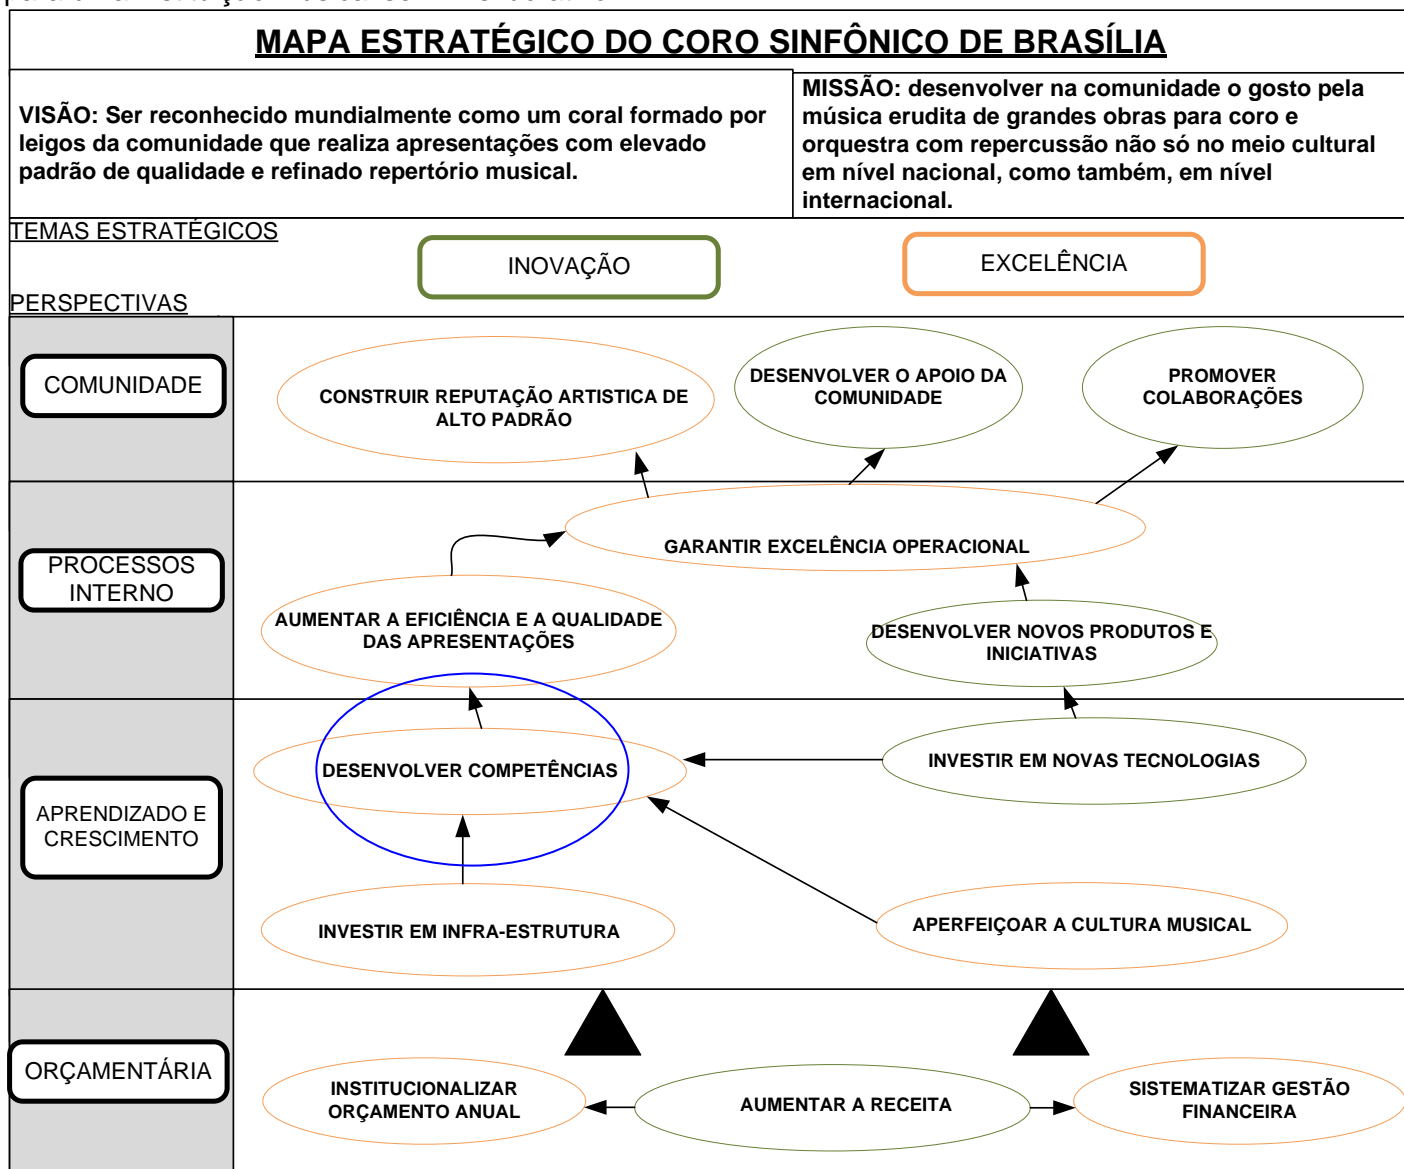 MAPA ESTRATÉGICO DO CORO SINFÔNICO DE BRASÍLIA
VISÃO: Ser reconhecido mundialmente como um coral formado por
leigos da comunidade que realiza apresentações com elevado
padrão de qualidade e refinado repertório musical.
MISSÃO: desenvolver na comunidade o gosto pela
música erudita de grandes obras para coro e
orquestra com repercussão não só no meio cultural
em nível nacional, como também, em nível
internacional.
TEMAS ESTRATÉGICOS
INOVAÇÃO
EXCELÊNCIA
PERSPECTIVAS
COMUNIDADE
CONSTRUIR REPUTAÇÃO ARTISTICA DE
ALTO PADRÃO
DESENVOLVER O APOIO DA
COMUNIDADE
PROMOVER
COLABORAÇÕES
PROCESSOS
INTERNO
GARANTIR EXCELÊNCIA OPERACIONAL
AUMENTAR A EFICIÊNCIA E A QUALIDADE
DAS APRESENTAÇÕES
DESENVOLVER NOVOS PRODUTOS E
INICIATIVAS
APRENDIZADO E
CRESCIMENTO
DESENVOLVER COMPETÊNCIAS
INVESTIR EM NOVAS TECNOLOGIAS
INVESTIR EM INFRA-ESTRUTURA
APERFEIÇOAR A CULTURA MUSICAL
ORÇAMENTÁRIA
INSTITUCIONALIZAR
ORÇAMENTO ANUAL
AUMENTAR A RECEITA
SISTEMATIZAR GESTÃO
FINANCEIRA